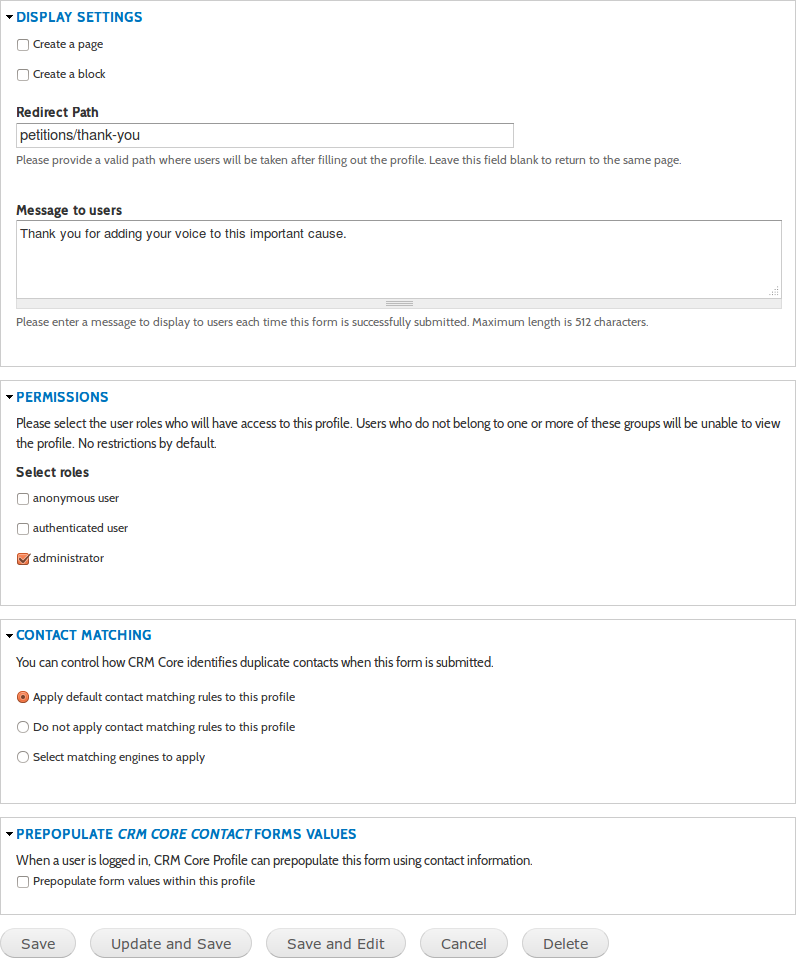 DISPLAY SETTINGS
Create a page
Create a block
Redirect Path
petitions/thank-you
Please provide a valid path where users will be taken after filling out the profile. Leave this field blank to return to the same page.
Message to users
Thank you for adding your voice to this important cause.
Please enter a message to display to users each time this form is successfully submitted. Maximum length is 512 characters.
PERMISSIONS
Please select the user roles who will have access to this profile. Users who do not belong to one or more of these groups will be unable to view
the profile. No restrictions by default.
Select roles
anonymous user
authenticated user
administrator
CONTACT MATCHING
You can control how CRM Core identifies duplicate contacts when this form is submitted.
Apply default contact matching rules to this profile
Do not apply contact matching rules to this profile
Select matching engines to apply
PREPOPULATE CRM CORE CONTACT FORMS VALUES
When a user is logged in, CRM Core Profile can prepopulate this form using contact information.
Prepopulate form values within this profile
Save Update and Save Save and Edit Cancel Delete